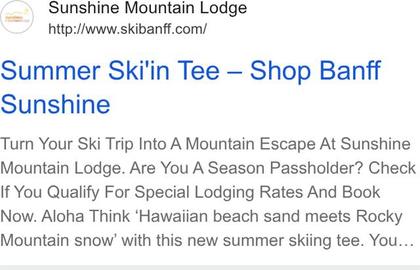 Sunshine Mountain Lodge
http://www.skibanff.com/
Summer Ski'in Tee – Shop Banff
Sunshine
Turn Your Ski Trip Into A Mountain Escape At Sunshine
Mountain Lodge. Are You A Season Passholder? Check
If You Qualify For Special Lodging Rates And Book
Now. Aloha Think ‘Hawaiian beach sand meets Rocky
Mountain snow’ with this new summer skiing tee. You…